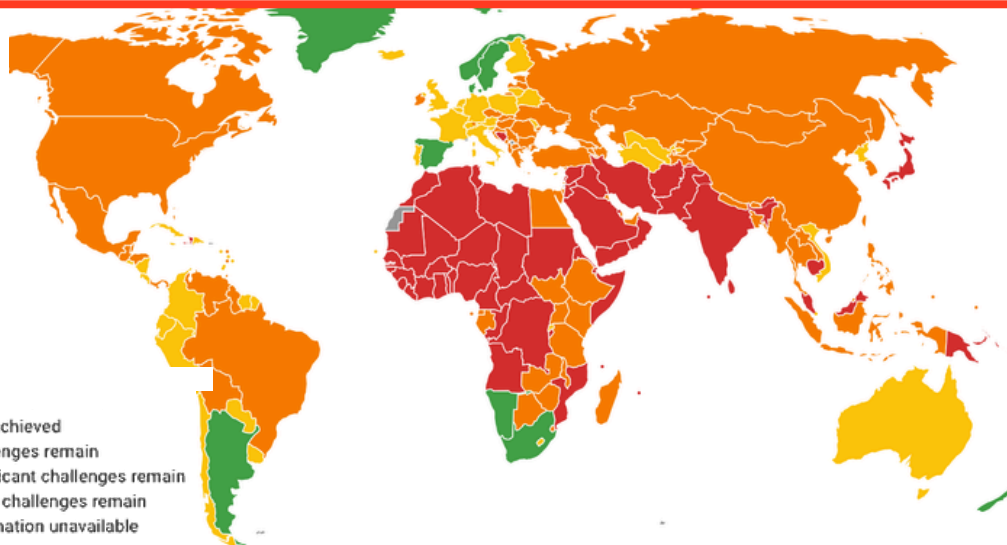 chieved
enges remain
icant challenges remain
challenges remain
nation unavailable